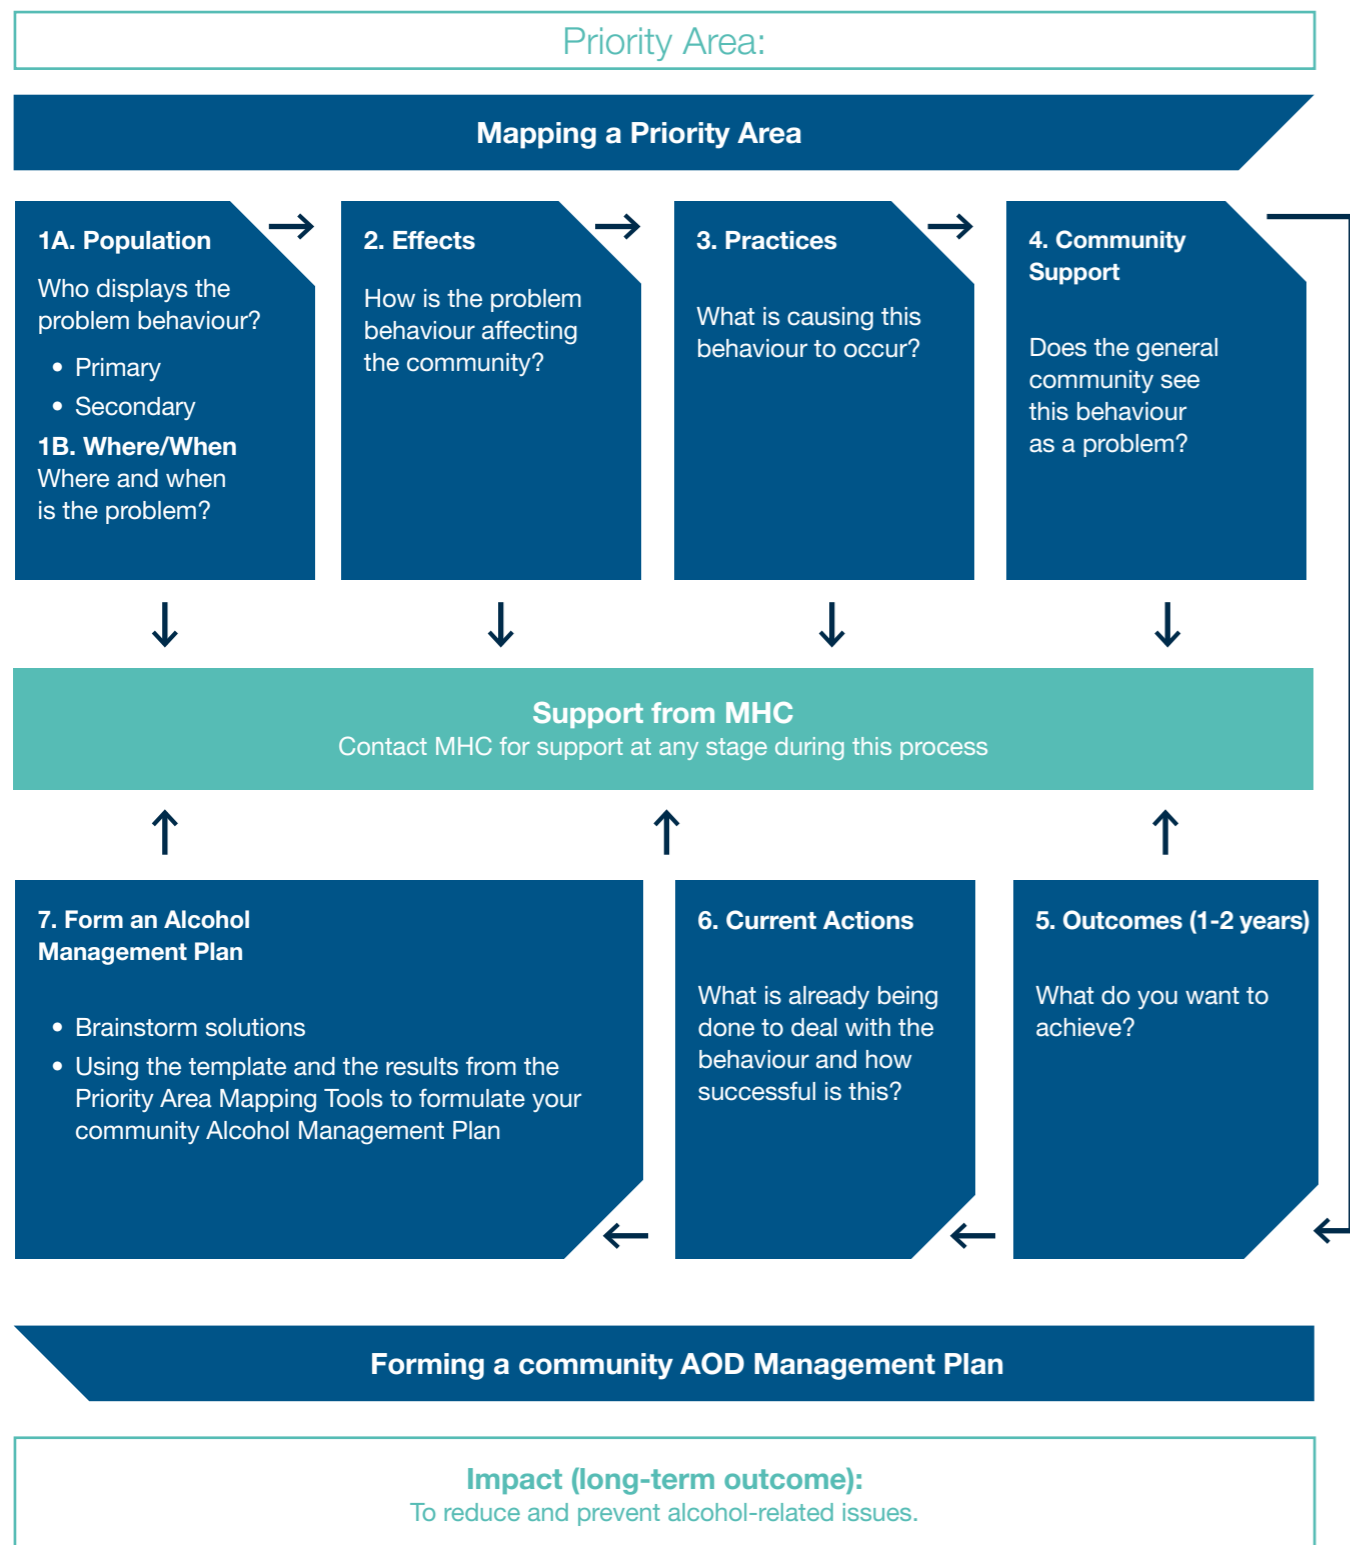 Priority Area:
Mapping a Priority Area
1A. Population
Who displays the
problem behaviour?
• Primary
• Secondary
1B. Where/When
Where and when
is the problem?
2. Effects
How is the problem
behaviour affecting
the community?
3. Practices
What is causing this
behaviour to occur?
4. Community
Support
Does the general
community see
this behaviour
as a problem?
Support from MHC
Contact MHC for support at any stage during this process
7. Form an Alcohol
Management Plan
• Brainstorm solutions
• Using the template and the results from the
Priority Area Mapping Tools to formulate your
community Alcohol Management Plan
6. Current Actions
What is already being
done to deal with the
behaviour and how
successful is this?
5. Outcomes (1-2 years)
What do you want to
achieve?
Forming a community AOD Management Plan
Impact (long-term outcome):
To reduce and prevent alcohol-related issues.